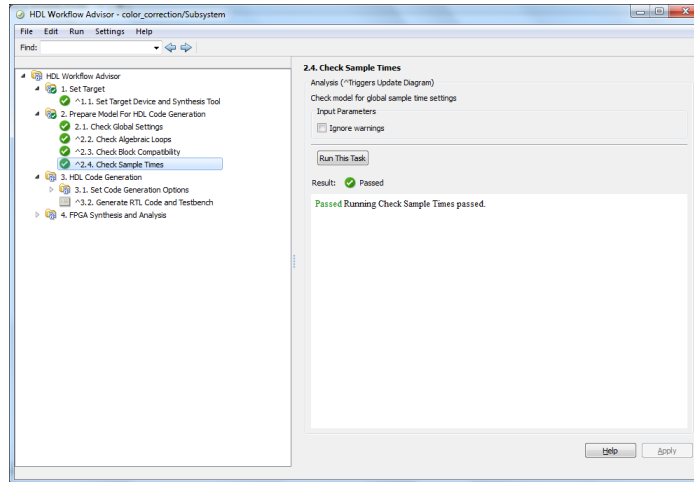 HDL Workflow Advisor - color_correction/Subsystem
File Edit Run Settings Help
Find:
HDL Workflow Advisor
1. Set Target
^1.1. Set Target Device and Synthesis Tool
2. Prepare Model For HDL Code Generation
2.1. Check Global Settings
^2.2. Check Algebraic Loops
^2.3. Check Block Compatibility
^2.4. Check Sample Times
3. HDL Code Generation
3.1. Set Code Generation Options
^3.2. Generate RTL Code and Testbench
4. FPGA Synthesis and Analysis
2.4. Check Sample Times
Analysis (^Triggers Update Diagram)
Check model for global sample time settings
Input Parameters
Ignore warnings
Run This Task
Result: Passed
Passed Running Check Sample Times passed.
Help Apply